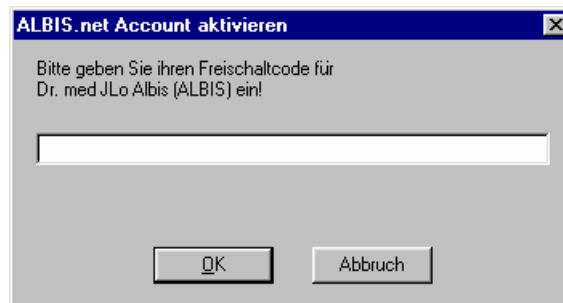 ALBIS.net Account aktivieren
Bitte geben Sie ihren Freischaltcode für
Dr. med JLo Albis (ALBIS) ein!
OK
Abbruch